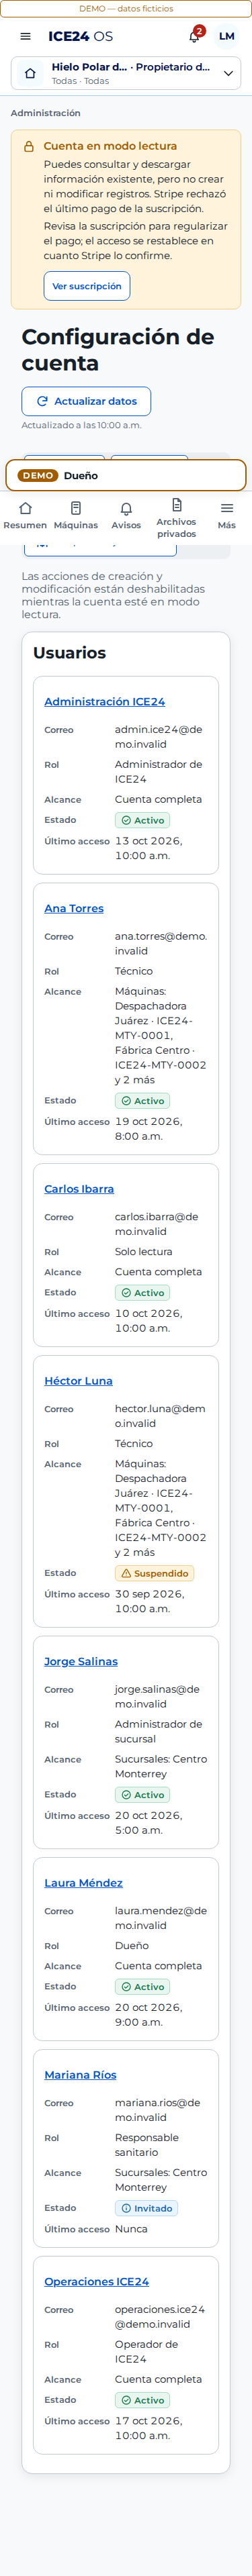 DEMO — datos ficticios
ICE24 OS
2
LM
Hielo Polar d... · Propietario d...
Todas · Todas
Administración
Cuenta en modo lectura
Puedes consultar y descargar
información existente, pero no crear
ni modificar registros. Stripe rechazó
el último pago de la suscripción.
Revisa la suscripción para regularizar
el pago; el acceso se restablece en
cuanto Stripe lo confirme.
Ver suscripción
Configuración de
cuenta
Actualizar datos
Actualizado a las 10:00 a.m.
DEMO Dueño
Resumen
Máquinas
Avisos
Archivos
privados
Más
Las acciones de creación y
modificación están deshabilitadas
mientras la cuenta esté en modo
lectura.
Usuarios
Administración ICE24
Correo admin.ice24@de
mo.invalid
Rol Administrador de
ICE24
Alcance Cuenta completa
Estado Activo
Último acceso 13 oct 2026,
10:00 a.m.
Ana Torres
Correo ana.torres@demo.
invalid
Rol Técnico
Alcance Máquinas:
Despachadora
Juárez · ICE24-
MTY-0001,
Fábrica Centro ·
ICE24-MTY-0002
y 2 más
Estado Activo
Último acceso 19 oct 2026,
8:00 a.m.
Carlos Ibarra
Correo carlos.ibarra@de
mo.invalid
Rol Solo lectura
Alcance Cuenta completa
Estado Activo
Último acceso 10 oct 2026,
10:00 a.m.
Héctor Luna
Correo hector.luna@dem
o.invalid
Rol Técnico
Alcance Máquinas:
Despachadora
Juárez · ICE24-
MTY-0001,
Fábrica Centro ·
ICE24-MTY-0002
y 2 más
Estado Suspendido
Último acceso 30 sep 2026,
10:00 a.m.
Jorge Salinas
Correo jorge.salinas@de
mo.invalid
Rol Administrador de
sucursal
Alcance Sucursales: Centro
Monterrey
Estado Activo
Último acceso 20 oct 2026,
5:00 a.m.
Laura Méndez
Correo laura.mendez@de
mo.invalid
Rol Dueño
Alcance Cuenta completa
Estado Activo
Último acceso 20 oct 2026,
9:00 a.m.
Mariana Ríos
Correo mariana.rios@de
mo.invalid
Rol Responsable
sanitario
Alcance Sucursales: Centro
Monterrey
Estado Invitado
Último acceso Nunca
Operaciones ICE24
Correo operaciones.ice24
@demo.invalid
Rol Operador de
ICE24
Alcance Cuenta completa
Estado Activo
Último acceso 17 oct 2026,
10:00 a.m.